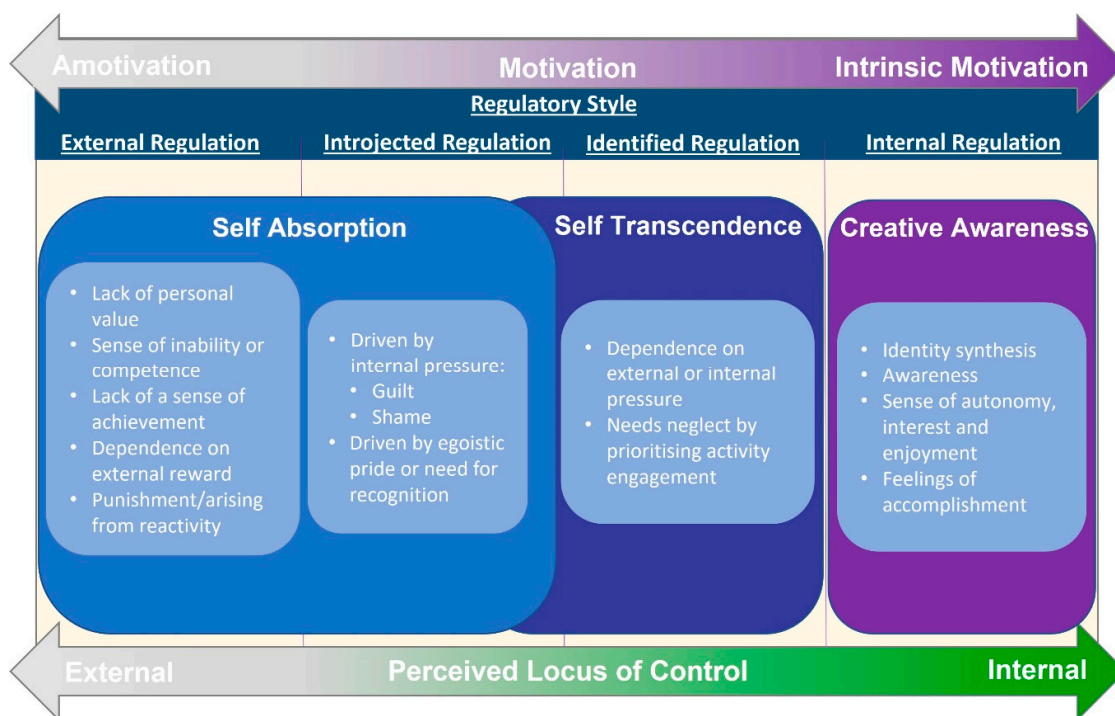 Amotivation
Motivation
Intrinsic Motivation
Regulatory Style
External Regulation
Introjected Regulation
Identified Regulation
Internal Regulation
Self Absorption
• Lack of personal
value
• Sense of inability or
competence
• Lack of a sense of
achievement
• Dependence on
external reward
• Punishment/arising
from reactivity
• Driven by
internal pressure:
• Guilt
• Shame
• Driven by egoistic
pride or need for
recognition
Self Transcendence
• Dependence on
external or internal
pressure
• Needs neglect by
prioritising activity
engagement
Creative Awareness
• Identity synthesis
• Awareness
• Sense of autonomy,
interest and
enjoyment
• Feelings of
accomplishment
External
Perceived Locus of Control
Internal